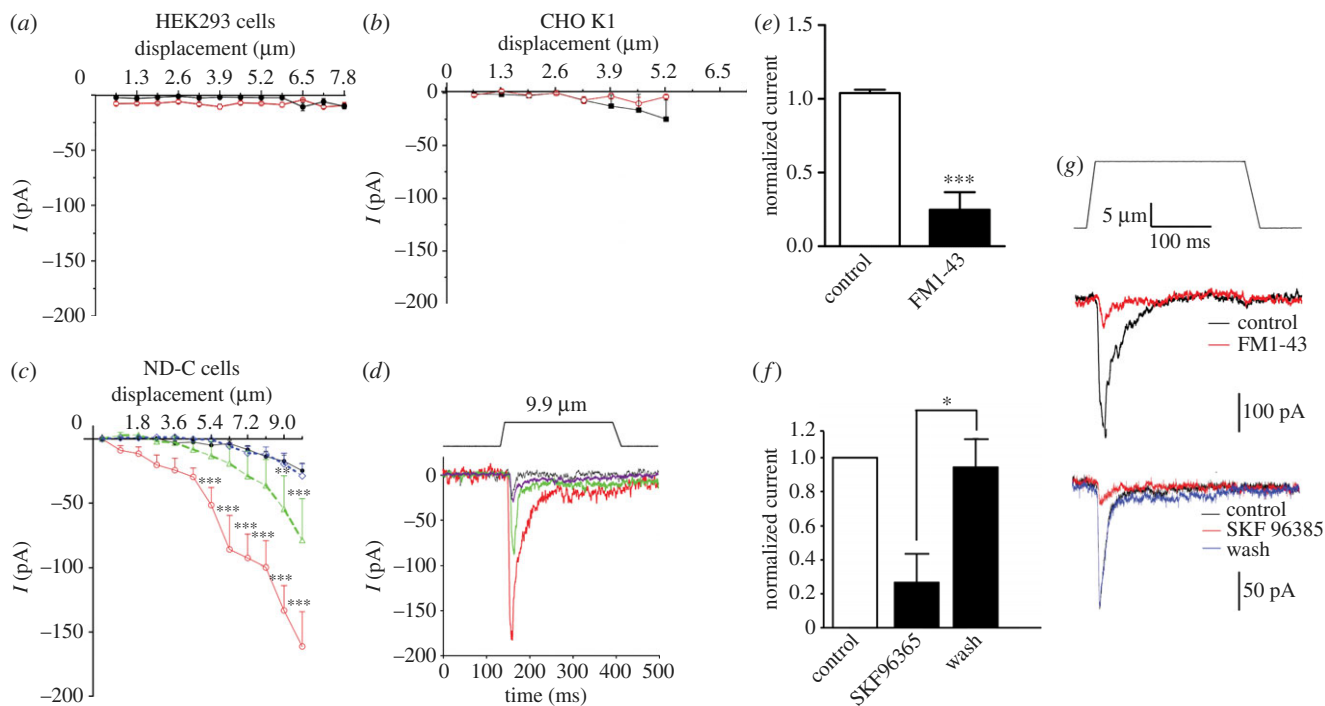 (a)
HEK293 cells
displacement (µm)
0 1.3 2.6 3.9 5.2 6.5 7.8
−50
−100
−150
−200
I (pA)
(b)
CHO K1
displacement (µm)
1.3 2.6 3.9 5.2 6.5
0
−50
−100
−150
−200
I (pA)
(c)
ND-C cells
displacement (µm)
1.8 3.6 5.4 7.2 9.0
0
−50
−100
−150
−200
I (pA)
***
***
***
***
**
***
***
***
(d)
9.9 µm
0
−50
−100
−150
−200
I (pA)
0 100 200 300 400 500
time (ms)
(e)
1.5
1.0
0.5
0.0
normalized current
***
control
FM1-43
(f)
1.2
1.0
0.8
0.6
0.4
0.2
0
normalized current
*
control
SKF96365
wash
(g)
5 µm
100 ms
control
FM1-43
100 pA
control
SKF 96385
wash
50 pA